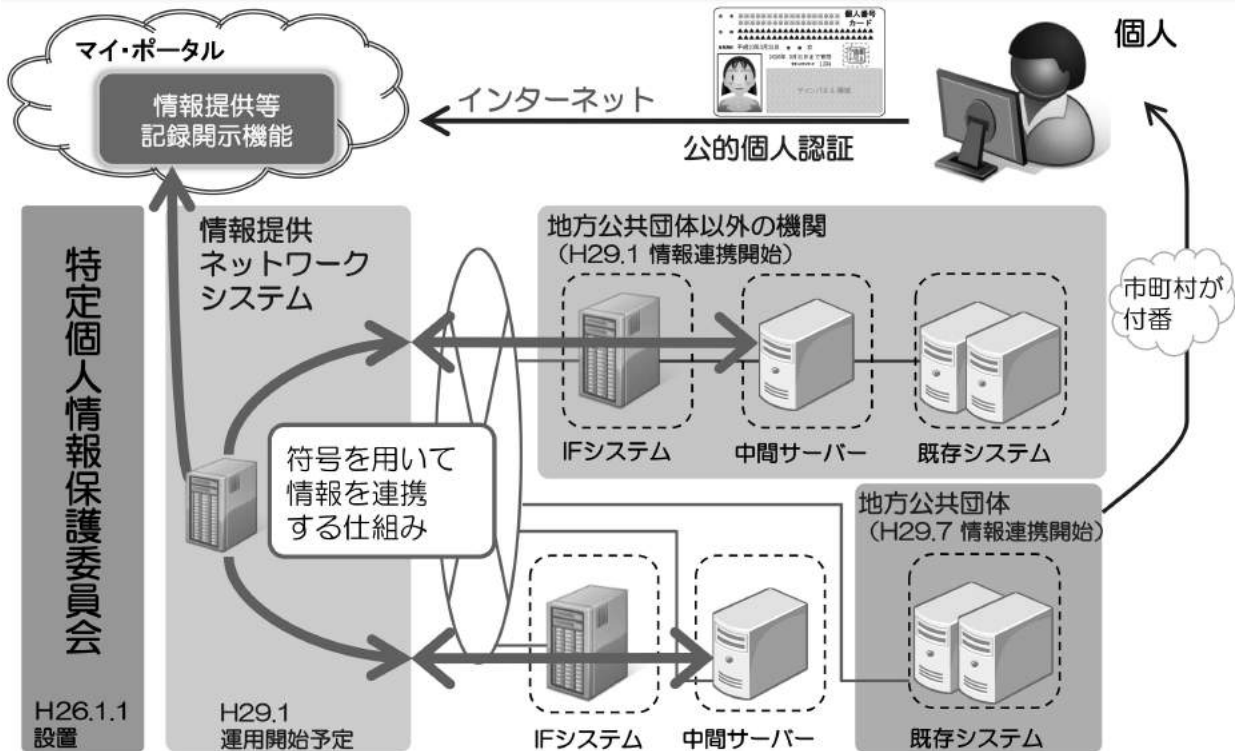 マイ・ポータル
情報提供等
記録開示機能
インターネット
公的個人認証
個人番号
カード
個人
特定個人情報保護委員会
H26.1.1
設置
情報提供
ネットワーク
システム
符号を用いて
情報を連携
する仕組み
H29.1
運用開始予定
地方公共団体以外の機関
(H29.1 情報連携開始)
IFシステム
中間サーバー
既存システム
市町村が
付番
地方公共団体
(H29.7 情報連携開始)
IFシステム
中間サーバー
既存システム